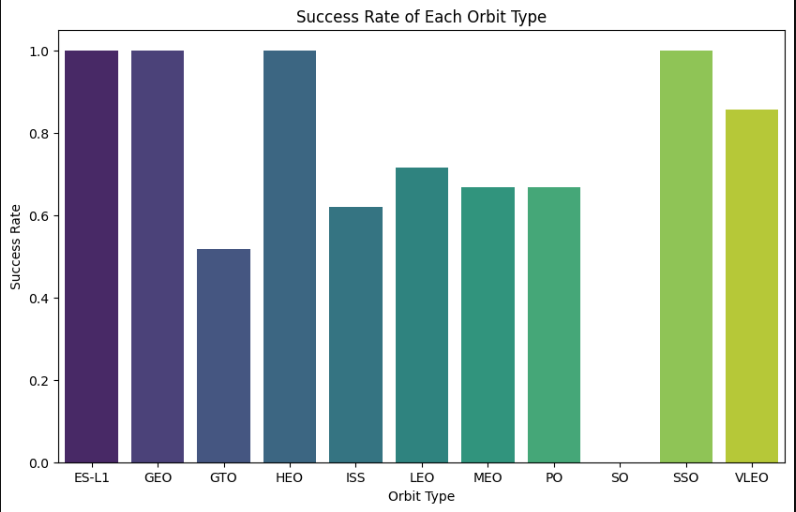 Success Rate of Each Orbit Type
Success Rate
1.0
0.8
0.6
0.4
0.2
0.0
ES-L1 GEO GTO HEO ISS LEO MEO PO SO SSO VLEO
Orbit Type